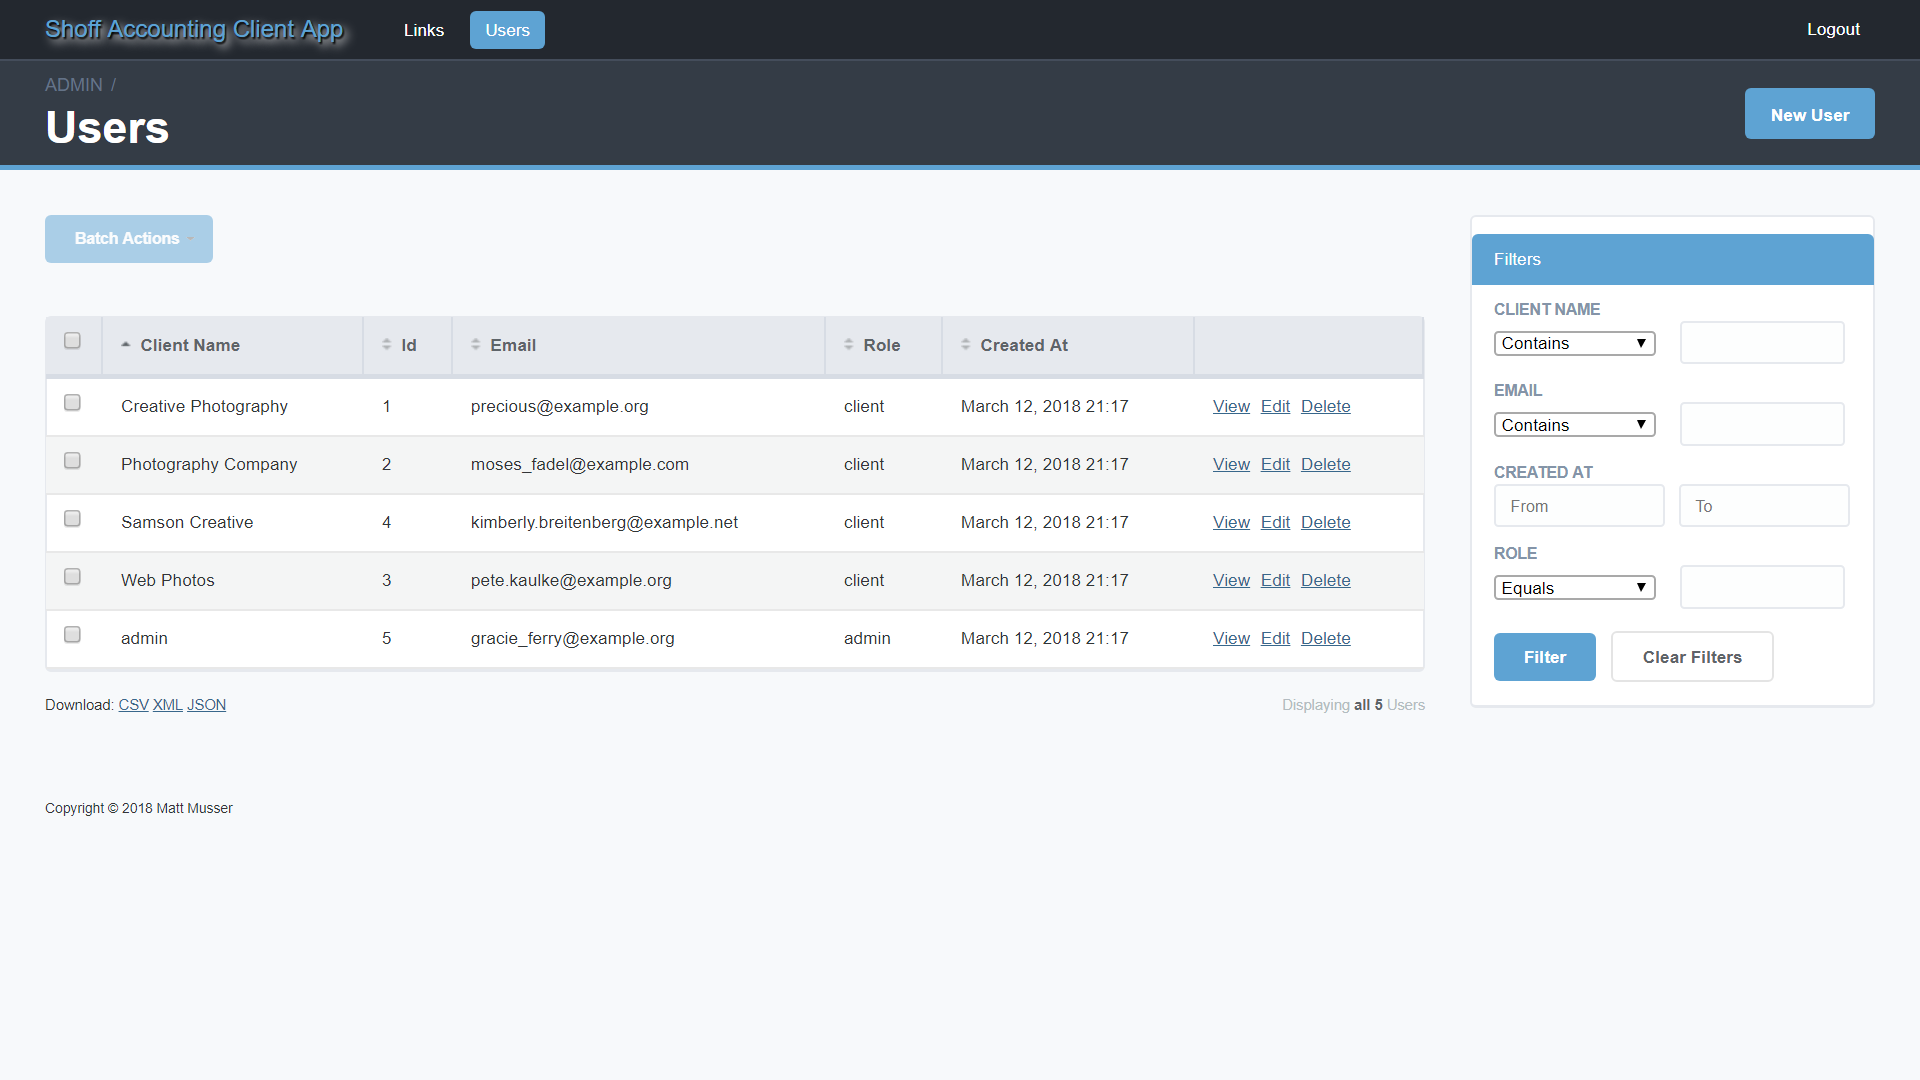 Shoff Accounting Client App Links Users Logout
ADMIN /
Users
New User
Batch Actions
Client Name Id Email Role Created At
Creative Photography 1 precious@example.org client March 12, 2018 21:17 View Edit Delete
Photography Company 2 moses_fadel@example.com client March 12, 2018 21:17 View Edit Delete
Samson Creative 4 kimberly.breitenberg@example.net client March 12, 2018 21:17 View Edit Delete
Web Photos 3 pete.kaulke@example.org client March 12, 2018 21:17 View Edit Delete
admin 5 gracie_ferry@example.org admin March 12, 2018 21:17 View Edit Delete
Download: CSV XML JSON
Displaying all 5 Users
Filters
CLIENT NAME
Contains
EMAIL
Contains
CREATED AT
From To
ROLE
Equals
Filter Clear Filters
Copyright © 2018 Matt Musser